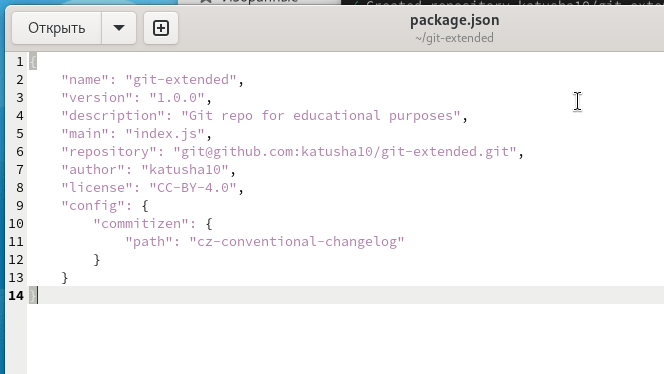 Открыть
package.json
~/git-extended
1 {
2     "name": "git-extended",
3     "version": "1.0.0",
4     "description": "Git repo for educational purposes",
5     "main": "index.js",
6     "repository": "git@github.com:katusha10/git-extended.git",
7     "author": "katusha10",
8     "license": "CC-BY-4.0",
9     "config": {
10         "commitizen": {
11             "path": "cz-conventional-changelog"
12         }
13     }
14 }